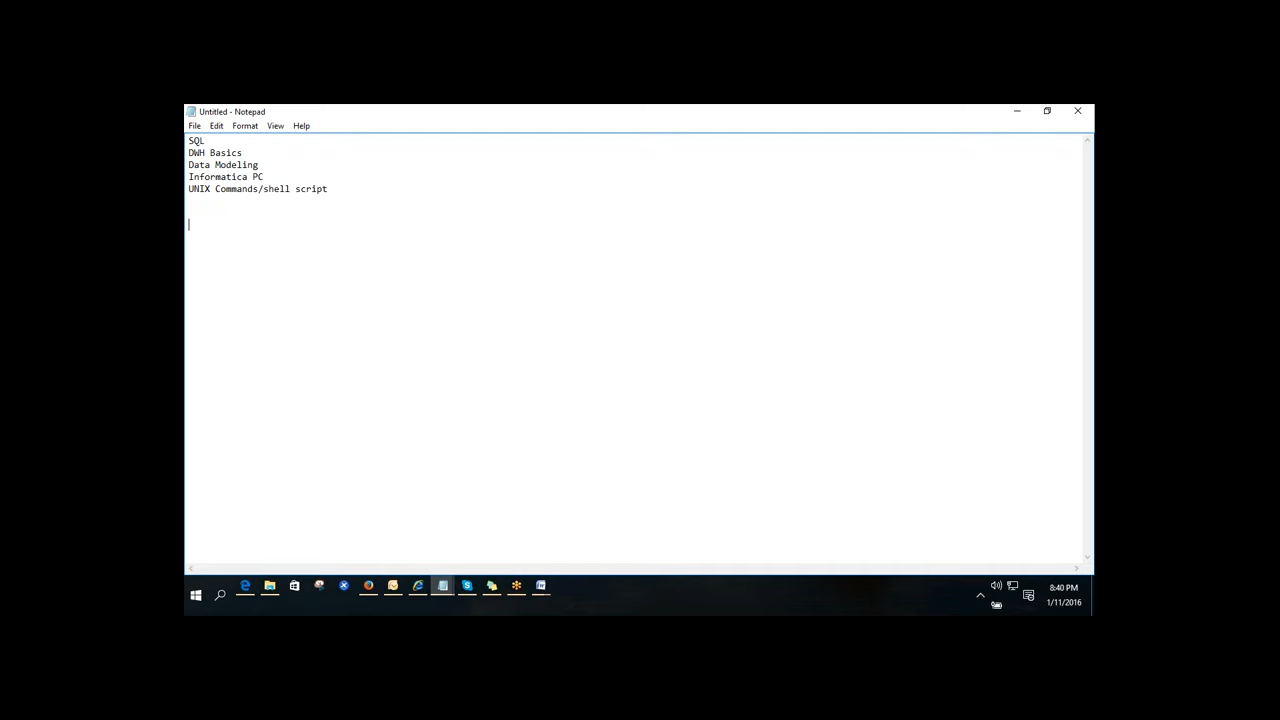 Untitled - Notepad
File Edit Format View Help
SQL
DWH Basics
Data Modeling
Informatica PC
UNIX Commands/shell script
8:40 PM
1/11/2016